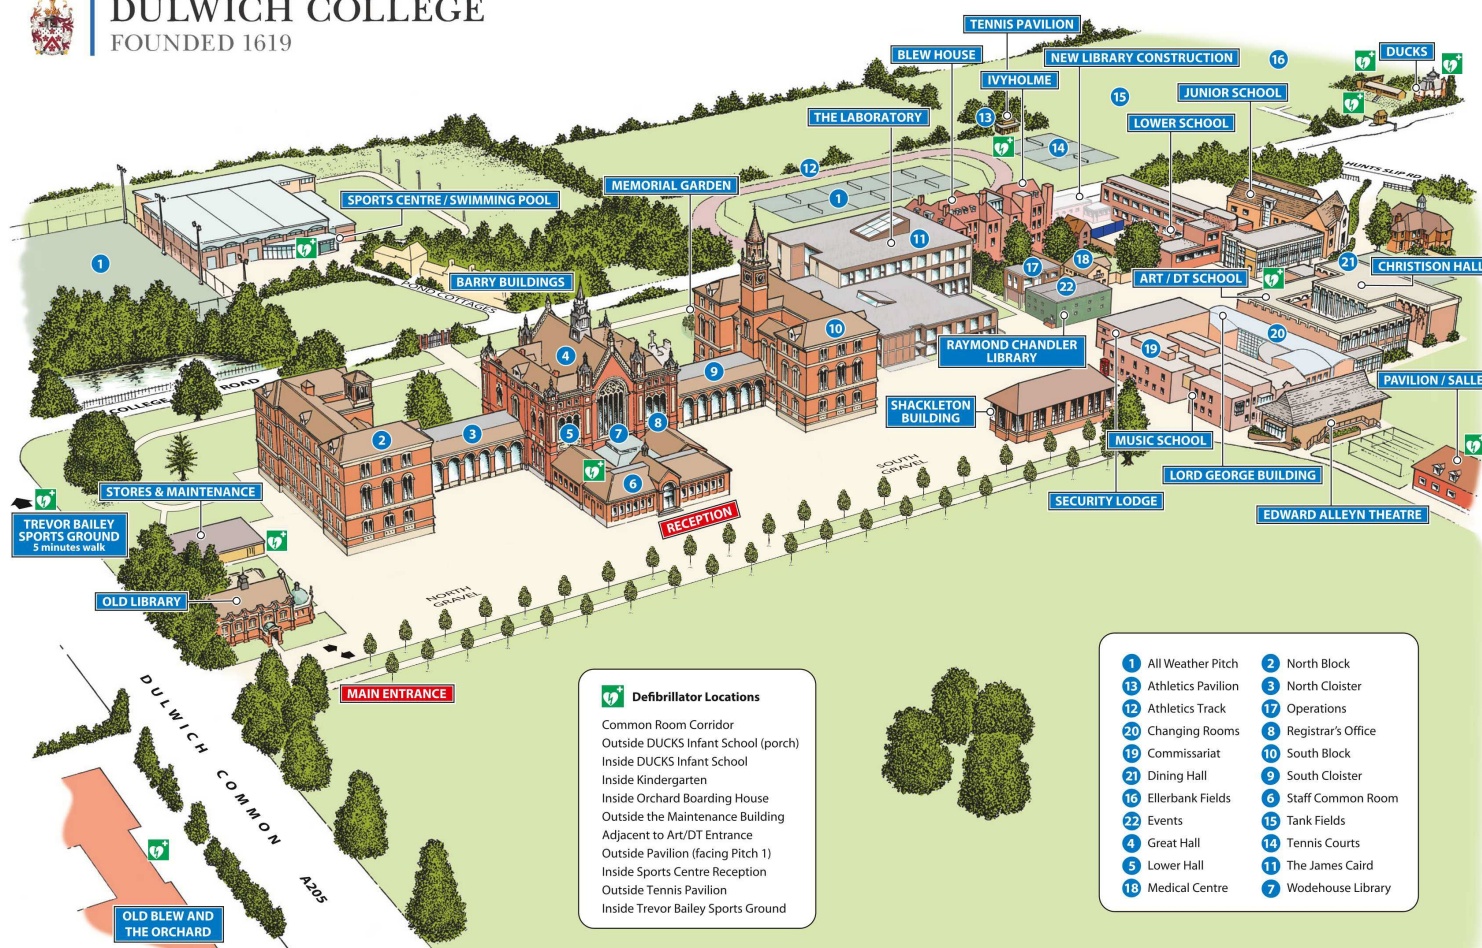 DULWICH COLLEGE
FOUNDED 1619
TENNIS PAVILION
BLEW HOUSE
NEW LIBRARY CONSTRUCTION
16
DUCKS
IVYHOLME
15
JUNIOR SCHOOL
THE LABORATORY
13
LOWER SCHOOL
14
HUNTS SLIP RD
12
MEMORIAL GARDEN
SPORTS CENTRE / SWIMMING POOL
1
11
1
18
17
21
CHRISTISON HALL
BARRY BUILDINGS
POND COTTAGES
22
ART / DT SCHOOL
10
20
4
RAYMOND CHANDLER
LIBRARY
19
9
COLLEGE ROAD
PAVILION / SALLE
SHACKLETON
BUILDING
8
2
3
5
7
MUSIC SCHOOL
SOUTH
GRAVEL
LORD GEORGE BUILDING
6
STORES & MAINTENANCE
SECURITY LODGE
RECEPTION
EDWARD ALLEYN THEATRE
TREVOR BAILEY
SPORTS GROUND
5 minutes walk
NORTH
GRAVEL
OLD LIBRARY
MAIN ENTRANCE
DULWICH COMMON A205
OLD BLEW AND
THE ORCHARD
Defibrillator Locations
Common Room Corridor
Outside DUCKS Infant School (porch)
Inside DUCKS Infant School
Inside Kindergarten
Inside Orchard Boarding House
Outside the Maintenance Building
Adjacent to Art/DT Entrance
Outside Pavilion (facing Pitch 1)
Inside Sports Centre Reception
Outside Tennis Pavilion
Inside Trevor Bailey Sports Ground
1 All Weather Pitch
13 Athletics Pavilion
12 Athletics Track
20 Changing Rooms
19 Commissariat
21 Dining Hall
16 Ellerbank Fields
22 Events
4 Great Hall
5 Lower Hall
18 Medical Centre
2 North Block
3 North Cloister
17 Operations
8 Registrar's Office
10 South Block
9 South Cloister
6 Staff Common Room
15 Tank Fields
14 Tennis Courts
11 The James Caird
7 Wodehouse Library